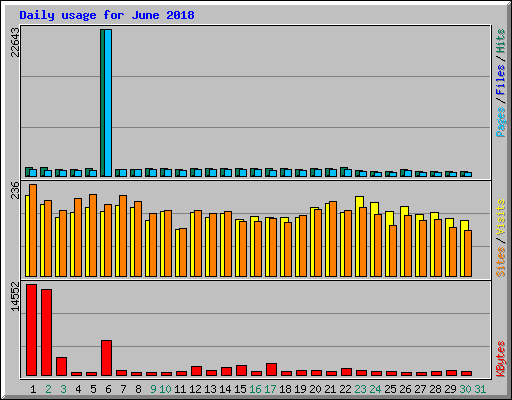 Daily usage for June 2018
22643
Pages / Files / Hits
236
Sites / Visits
14552
KBytes
1 2 3 4 5 6 7 8 9 10 11 12 13 14 15 16 17 18 19 20 21 22 23 24 25 26 27 28 29 30 31